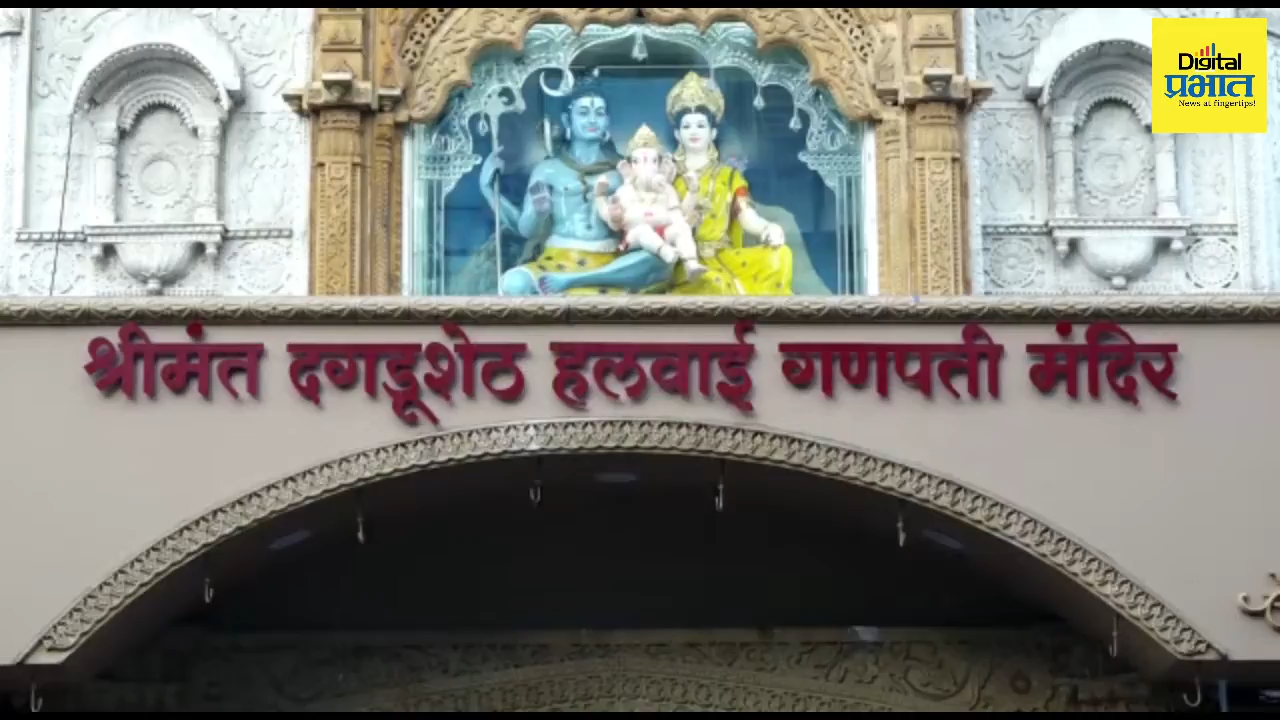 Digital
प्रभात
News at fingertips!
श्रीमंत दगडूशेठ हलवाई गणपती मंदिर